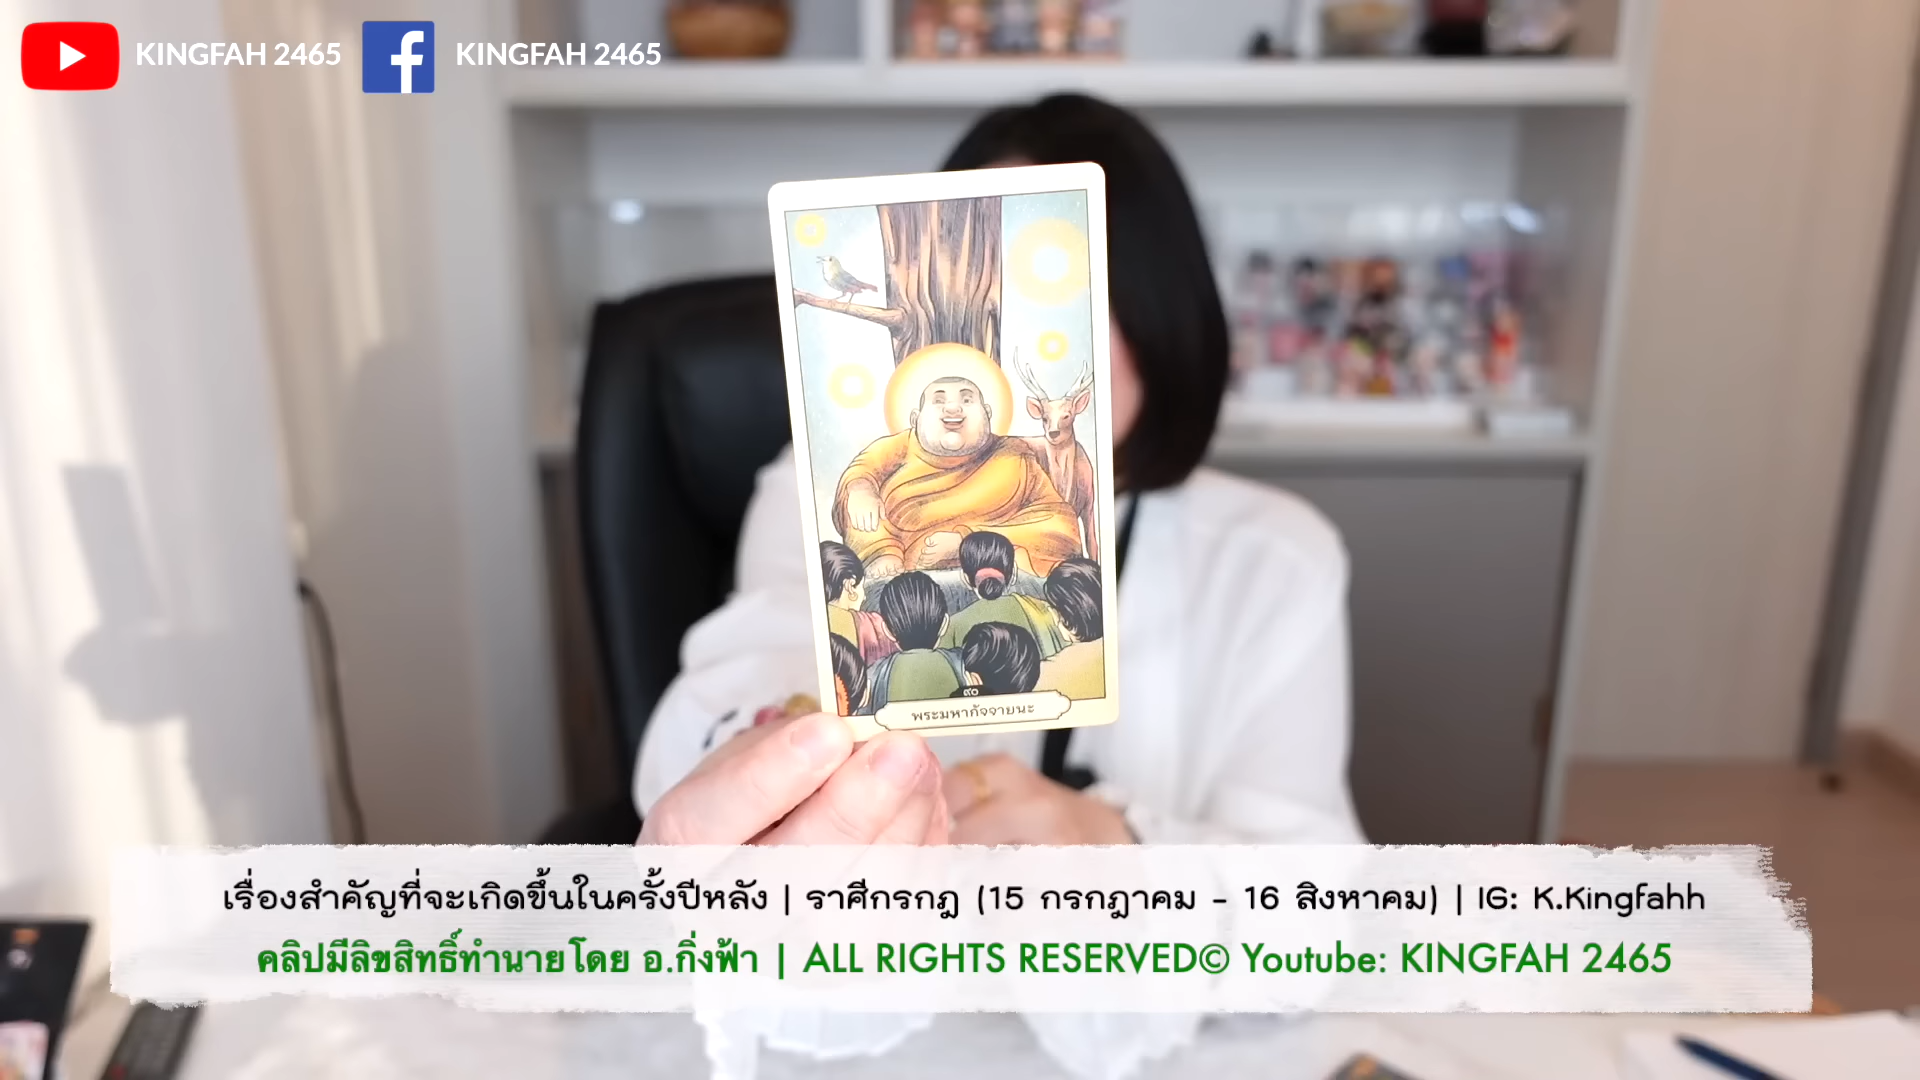 KINGFAH 2465 KINGFAH 2465
๙๐
พระมหากัจจายนะ
เรื่องสำคัญที่จะเกิดขึ้นในครั้งปีหลัง | ราศีกรกฎ (15 กรกฎาคม - 16 สิงหาคม) | IG: K.Kingfahh
คลิปมีลิขสิทธิ์ทำนายโดย อ.กิ่งฟ้า | ALL RIGHTS RESERVED© Youtube: KINGFAH 2465